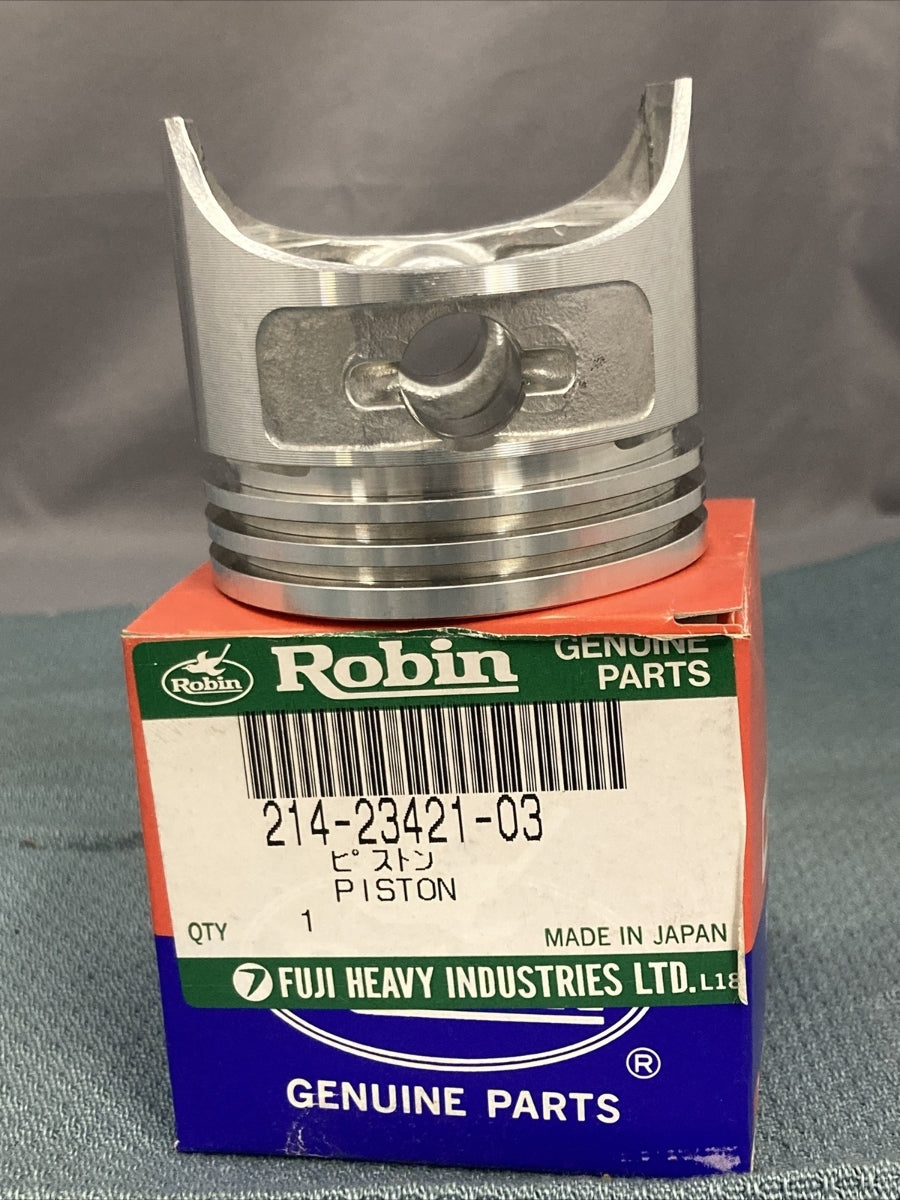 Robin
Robin
GENUINE
PARTS
214-23421-03
ピストン
PISTON
QTY 1
MADE IN JAPAN
FUJI HEAVY INDUSTRIES LTD. L18
®
GENUINE PARTS